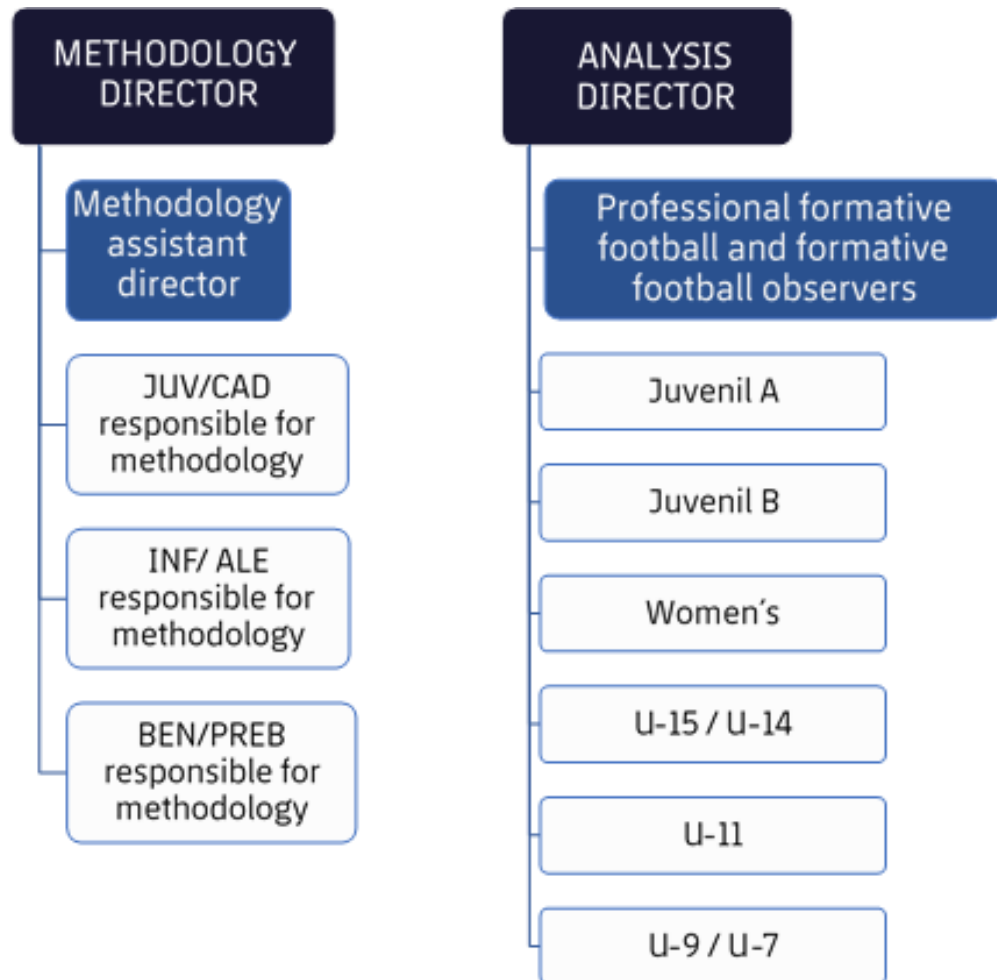 METHODOLOGY
DIRECTOR
Methodology
assistant
director
JUV/CAD
responsible for
methodology
INF/ ALE
responsible for
methodology
BEN/PREB
responsible for
methodology
ANALYSIS
DIRECTOR
Professional formative
football and formative
football observers
Juvenil A
Juvenil B
Women´s
U-15 / U-14
U-11
U-9 / U-7